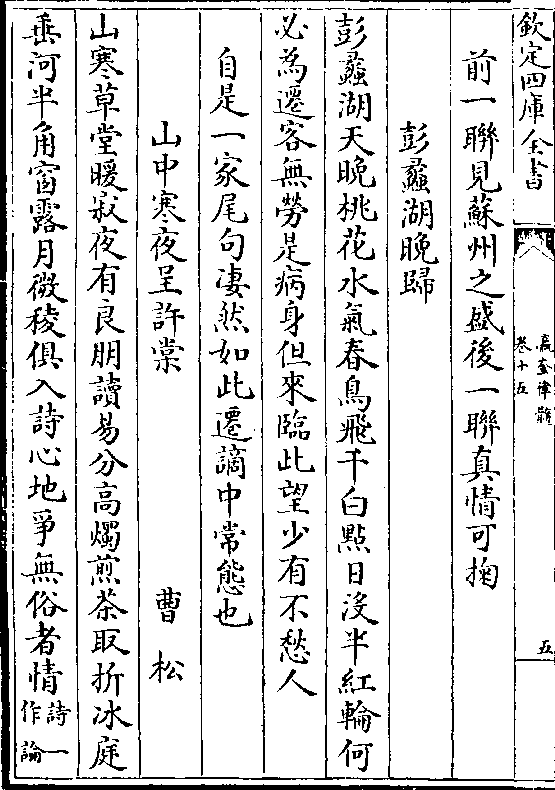 欽定四庫全書
瀛奎律髓
卷十五
五
前一聯見蘇州之盛後一聯真情可掬
彭蠡湖晚歸
彭蠡湖天晚桃花水氣春鳥飛千白點日沒半紅輪何
必為遷客無勞是病身但來臨此望少有不愁人
自是一家尾句凄然如此遷謫中常態也
山中寒夜呈許棠
曹松
山寒草堂暖寂夜有良朋讀易分高燭煎茶取折冰庭
垂河半角窗露月微稜俱入詩心地爭無俗者情詩一
作論